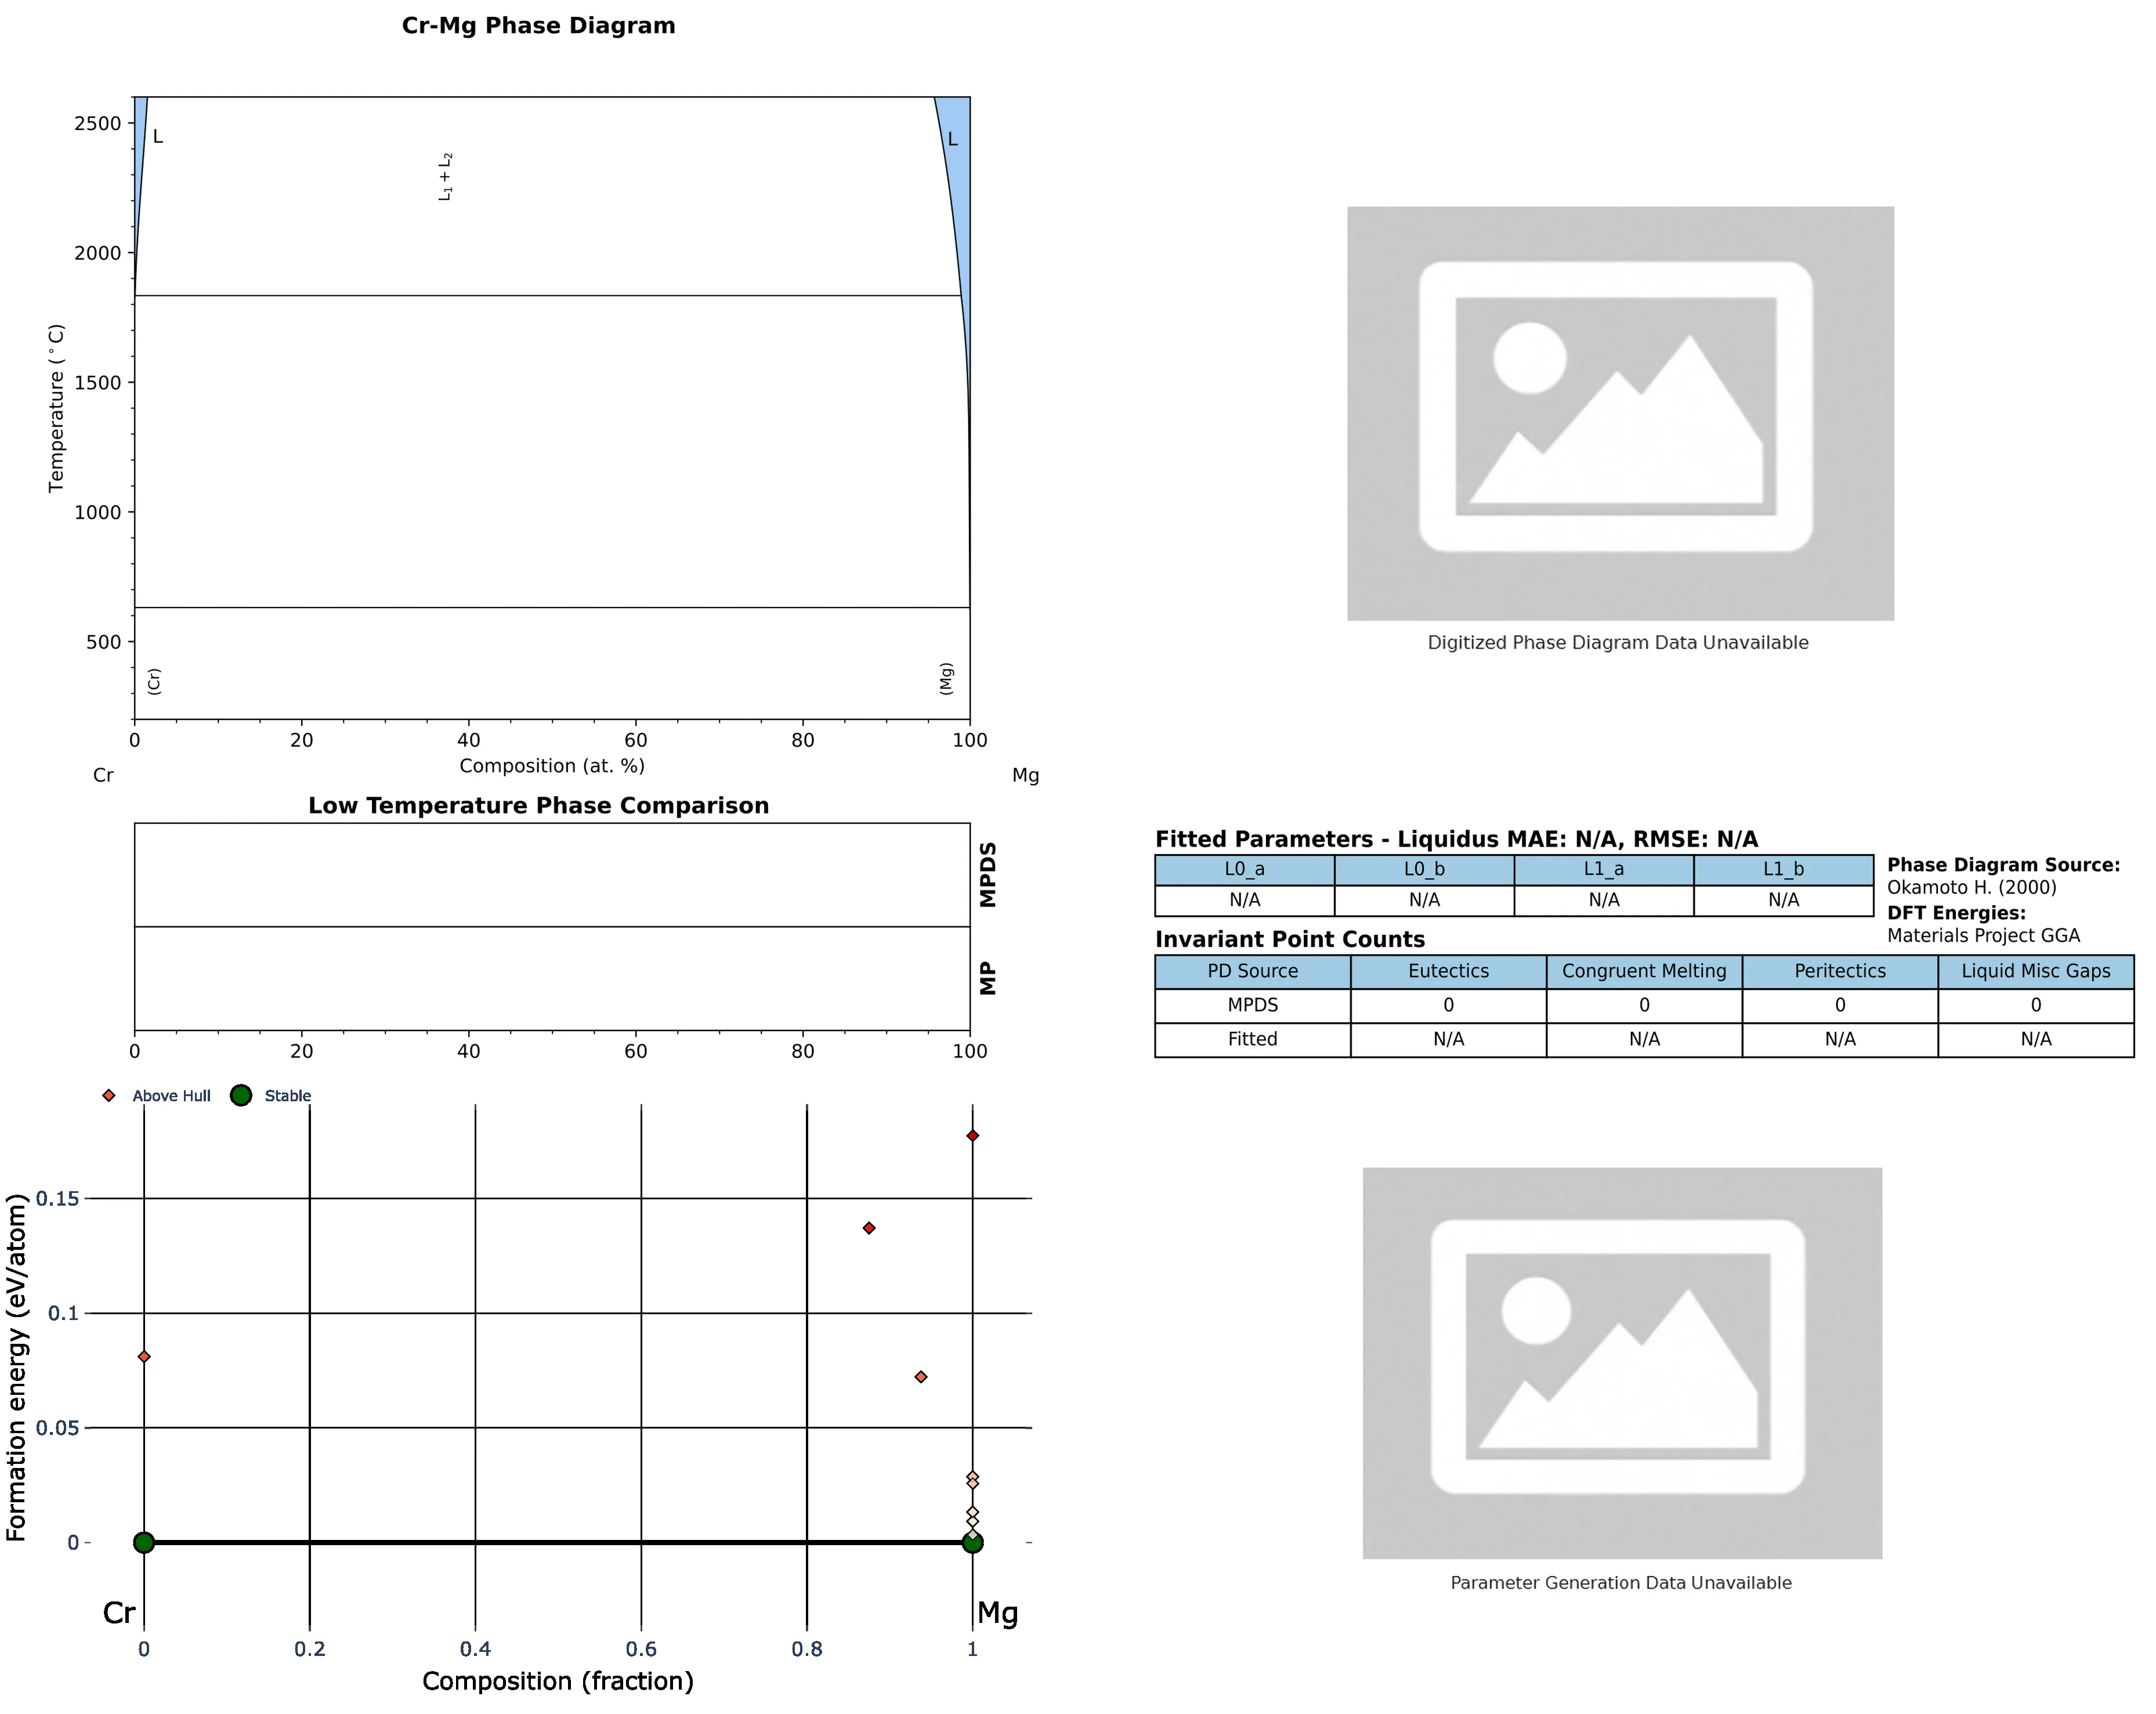 Cr-Mg Phase Diagram
2500
2000
1500
1000
500
Temperature (°C)
L
L₁ + L₂
L
(Cr)
(Mg)
0 20 40 60 80 100
Composition (at. %)
Cr
Mg
Digitized Phase Diagram Data Unavailable
Low Temperature Phase Comparison
MPDS
MP
0 20 40 60 80 100
Fitted Parameters - Liquidus MAE: N/A, RMSE: N/A
L0_a L0_b L1_a L1_b
N/A N/A N/A N/A
Phase Diagram Source:
Okamoto H. (2000)
DFT Energies:
Materials Project GGA
Invariant Point Counts
PD Source Eutectics Congruent Melting Peritectics Liquid Misc Gaps
MPDS 0 0 0 0
Fitted N/A N/A N/A N/A
Above Hull Stable
0.15
0.1
0.05
0
Formation energy (eV/atom)
Cr
Mg
0 0.2 0.4 0.6 0.8 1
Composition (fraction)
Parameter Generation Data Unavailable